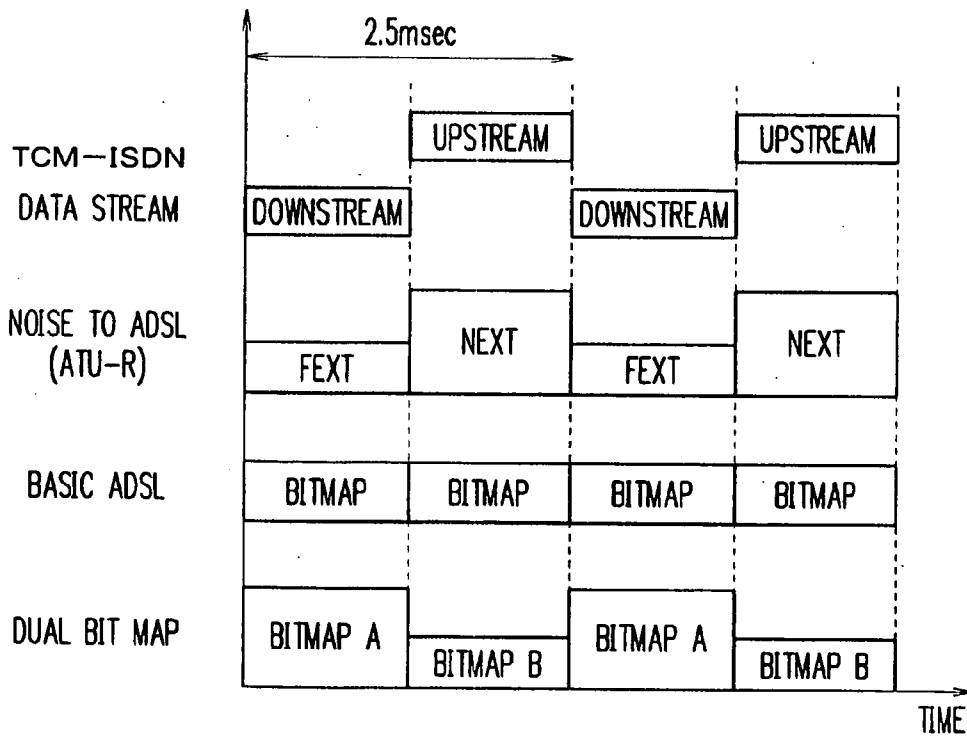 2.5msec
UPSTREAM UPSTREAM
TCM-ISDN
DATA STREAM DOWNSTREAM DOWNSTREAM
NOISE TO ADSL
(ATU-R)
FEXT NEXT FEXT NEXT
BASIC ADSL BITMAP BITMAP BITMAP BITMAP
DUAL BIT MAP BITMAP A BITMAP B BITMAP A BITMAP B
TIME